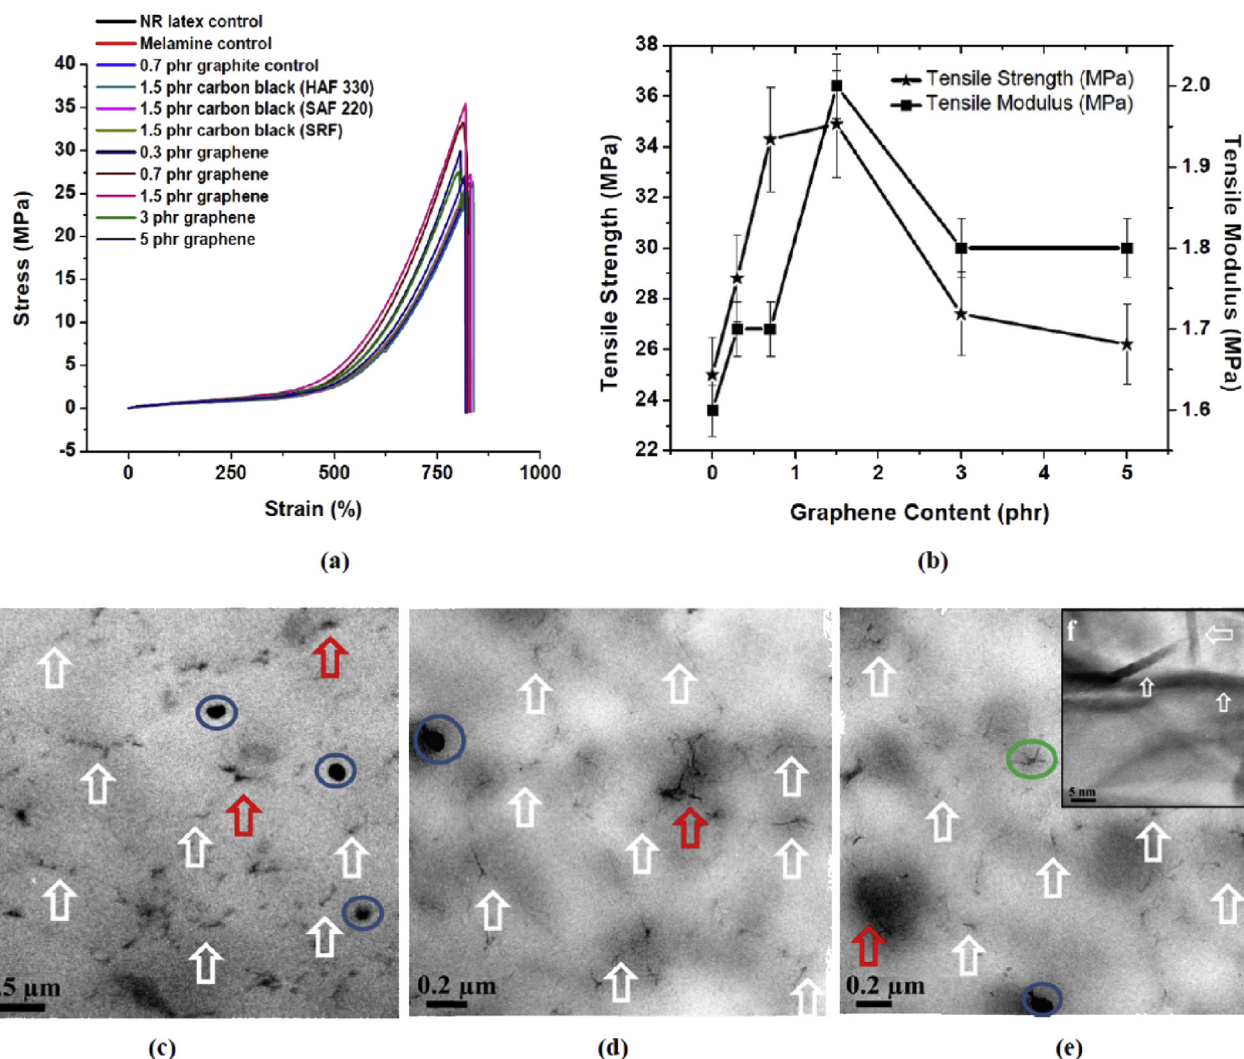 NR latex control
Melamine control
0.7 phr graphite control
1.5 phr carbon black (HAF 330)
1.5 phr carbon black (SAF 220)
1.5 phr carbon black (SRF)
0.3 phr graphene
0.7 phr graphene
1.5 phr graphene
3 phr graphene
5 phr graphene
40
35
30
25
20
15
10
5
0
-5
Stress (MPa)
0 250 500 750 1000
Strain (%)
(a)
38
36
34
32
30
28
26
24
22
Tensile Strength (MPa)
Tensile Strength (MPa)
Tensile Modulus (MPa)
2.0
1.9
1.8
1.7
1.6
Tensile Modulus (MPa)
0 1 2 3 4 5
Graphene Content (phr)
(b)
.5 µm
(c)
0.2 µm
(d)
f
5 nm
0.2 µm
(e)